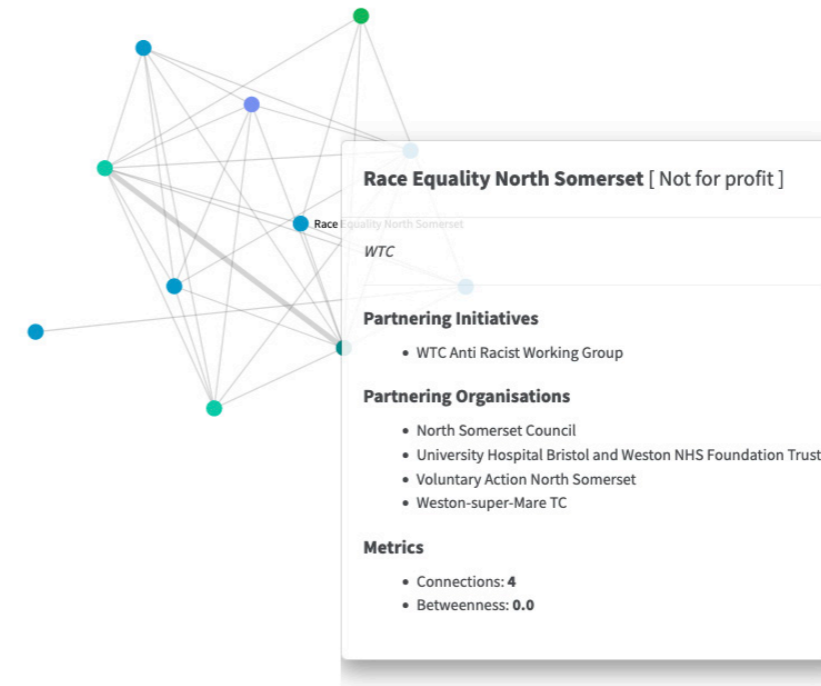 Race Equality North Somerset [ Not for profit ]
Race Equality North Somerset
WTC
Partnering Initiatives
• WTC Anti Racist Working Group
Partnering Organisations
• North Somerset Council
• University Hospital Bristol and Weston NHS Foundation Trust
• Voluntary Action North Somerset
• Weston-super-Mare TC
Metrics
• Connections: 4
• Betweenness: 0.0